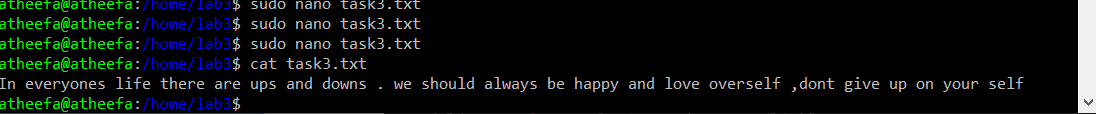 atheefa@atheefa:/home/lab3$ sudo nano task3.txt
atheefa@atheefa:/home/lab3$ sudo nano task3.txt
atheefa@atheefa:/home/lab3$ sudo nano task3.txt
atheefa@atheefa:/home/lab3$ cat task3.txt
In everyones life there are ups and downs . we should always be happy and love overself ,dont give up on your self
atheefa@atheefa:/home/lab3$